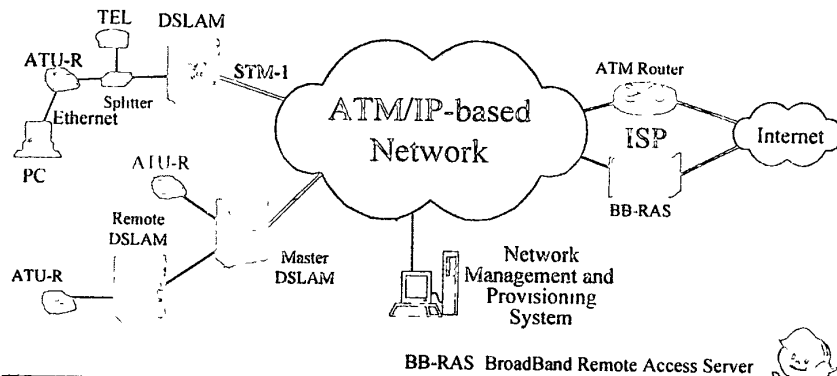 TEL
DSLAM
ATU-R
STM-1
Splitter
Ethernet
PC
ATM/IP-based
Network
ATM Router
ISP
Internet
BB-RAS
ATU-R
Remote
DSLAM
Master
DSLAM
ATU-R
Network
Management and
Provisioning
System
BB-RAS BroadBand Remote Access Server